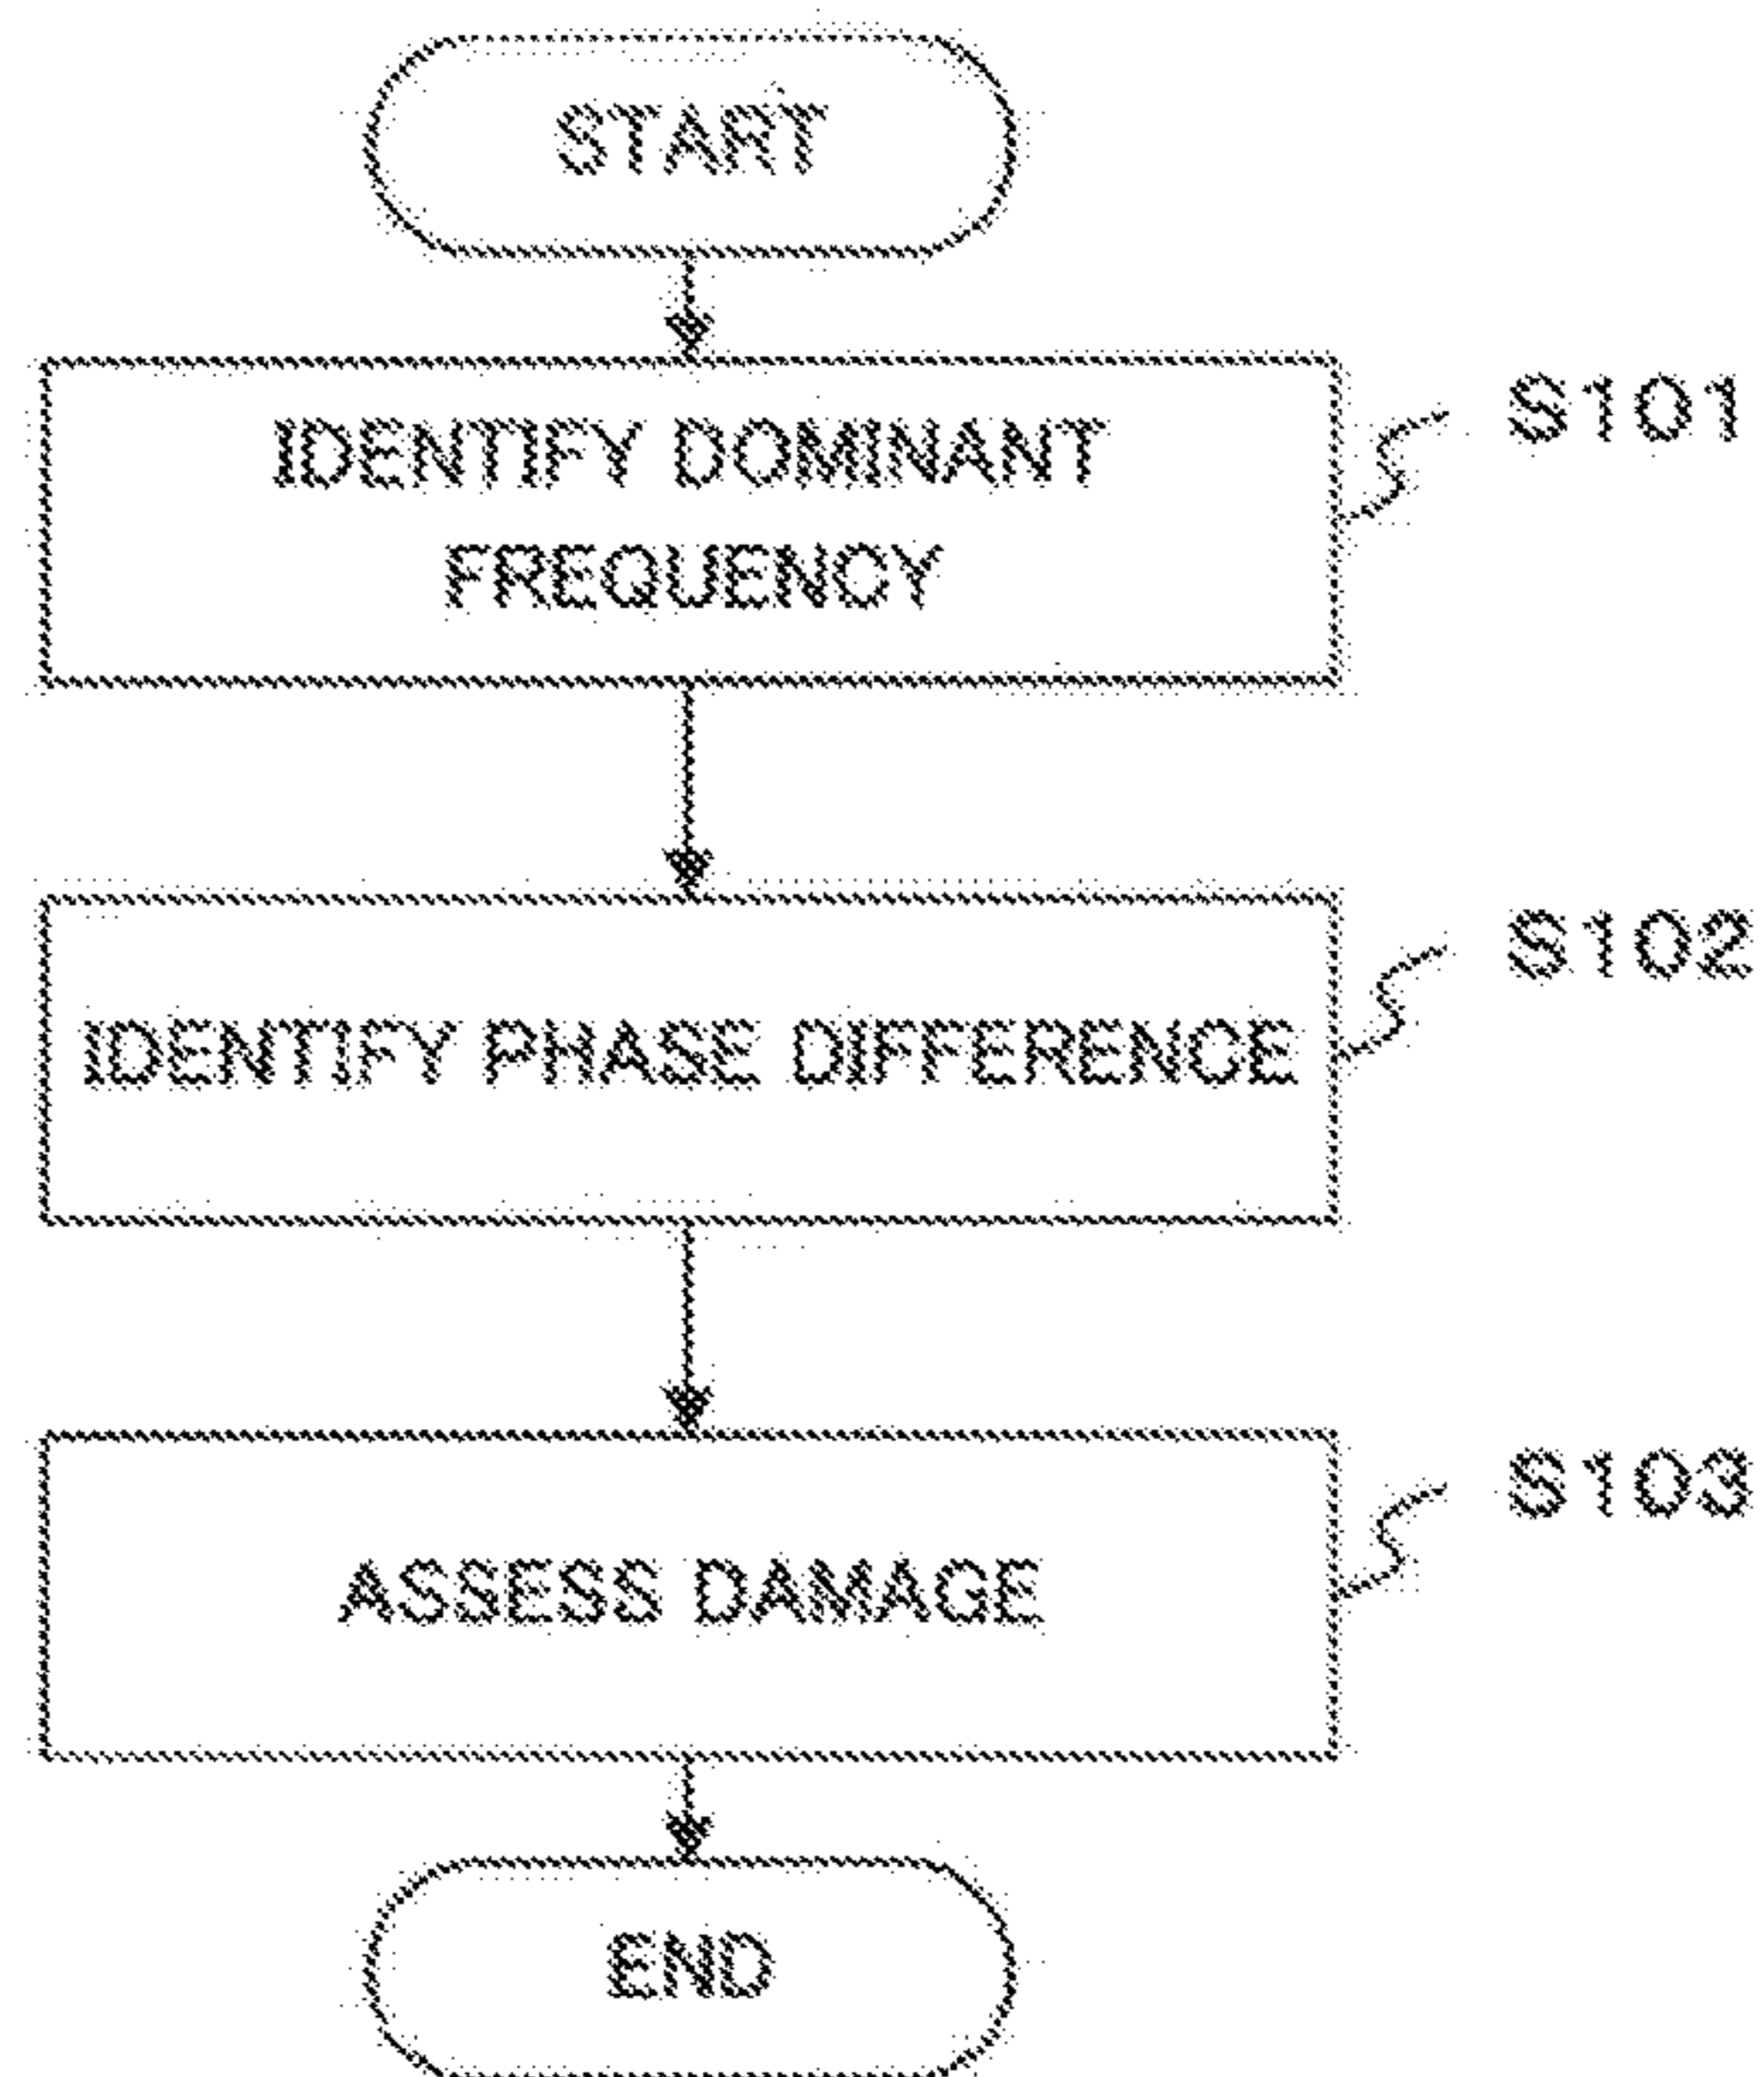 START
IDENTIFY DOMINANT
FREQUENCY
S101
IDENTIFY PHASE DIFFERENCE
S102
ASSESS DAMAGE
S103
END